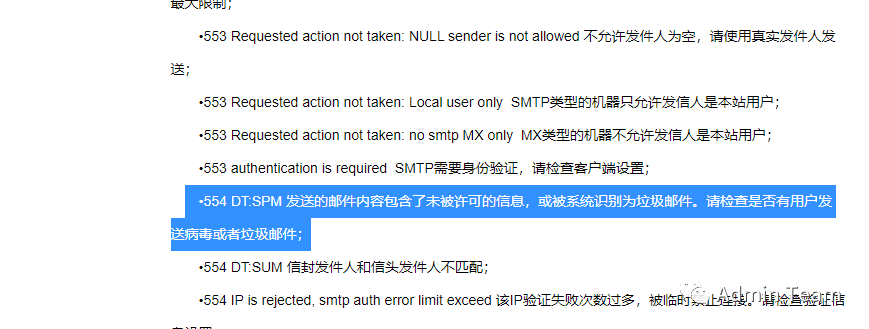 最大限制；
•553 Requested action not taken: NULL sender is not allowed 不允许发件人为空，请使用真实发件人发
送；
•553 Requested action not taken: Local user only SMTP类型的机器只允许发信人是本站用户；
•553 Requested action not taken: no smtp MX only MX类型的机器不允许发信人是本站用户；
•553 authentication is required SMTP需要身份验证，请检查客户端设置；
•554 DT:SPM 发送的邮件内容包含了未被许可的信息，或被系统识别为垃圾邮件。请检查是否有用户发
送病毒或者垃圾邮件；
•554 DT:SUM 信封发件人和信头发件人不匹配；
•554 IP is rejected, smtp auth error limit exceed 该IP验证失败次数过多，被临时禁止连接。请检查验证信
息设置
Admin Team